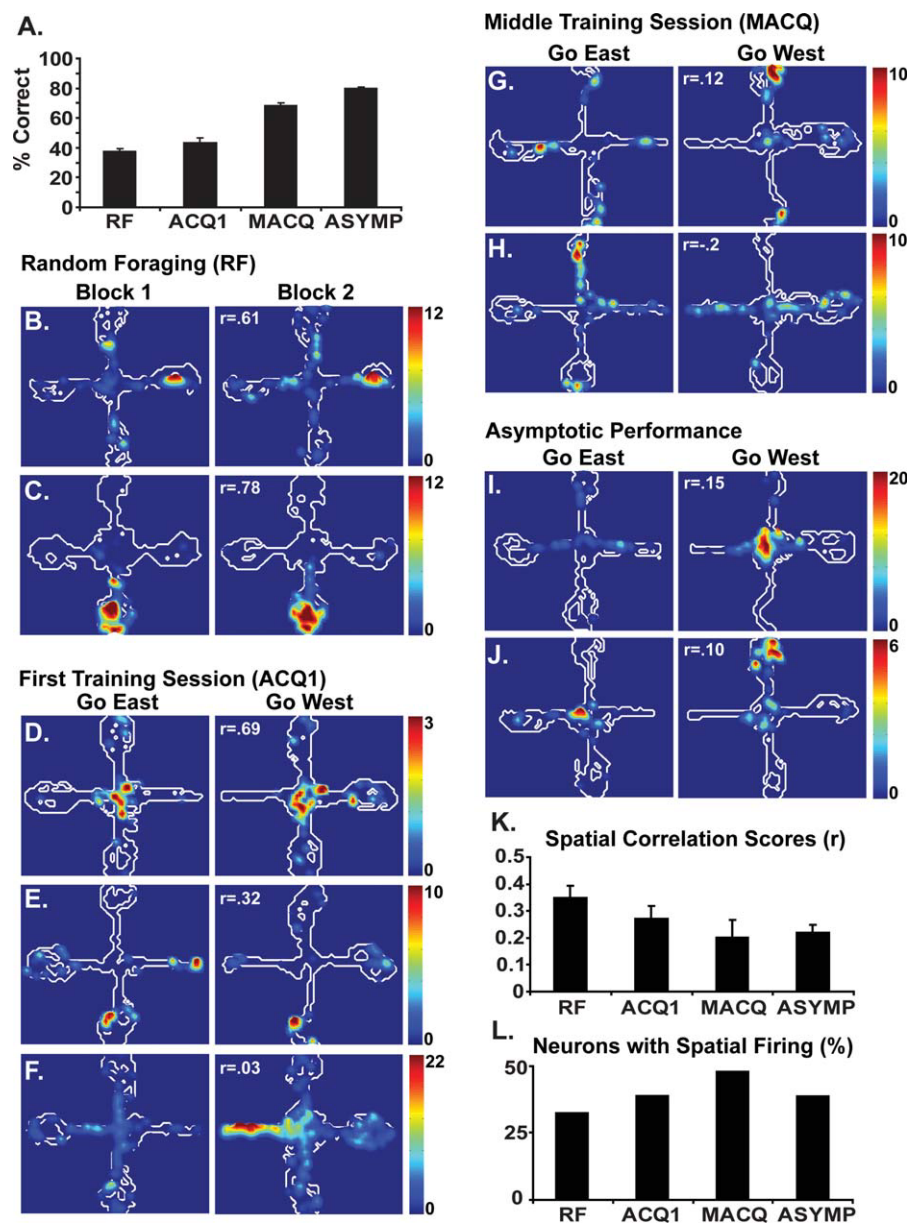 A.
100
80
60
40
20
0
% Correct
RF ACQ1 MACQ ASYMP
Random Foraging (RF)
Block 1 Block 2
B. r=.61 12
0
C. r=.78 12
0
First Training Session (ACQ1)
Go East Go West
D. r=.69 3
0
E. r=.32 10
0
F. r=.03 22
0
Middle Training Session (MACQ)
Go East Go West
G. r=.12 10
0
H. r=-.2 10
0
Asymptotic Performance
Go East Go West
I. r=.15 20
0
J. r=.10 6
0
K.
Spatial Correlation Scores (r)
0.5
0.4
0.3
0.2
0.1
0
RF ACQ1 MACQ ASYMP
L.
Neurons with Spatial Firing (%)
50
25
0
RF ACQ1 MACQ ASYMP